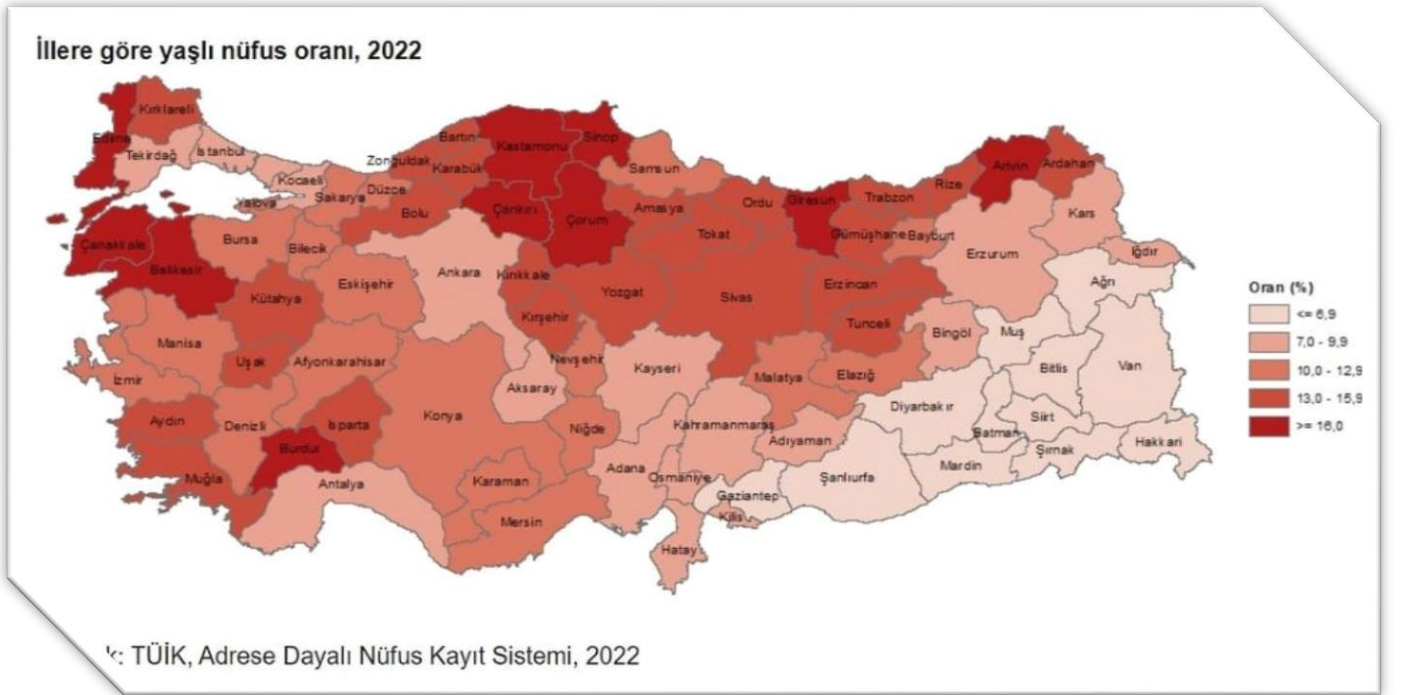 İllere göre yaşlı nüfus oranı, 2022
Kırklareli
Edirne
Tekirdağ
İstanbul
Kocaeli
Yalova
Sakarya
Düzce
Zonguldak
Bartın
Karabük
Kastamonu
Sinop
Samsun
Bolu
Çankırı
Çorum
Amasya
Ordu
Giresun
Trabzon
Rize
Artvin
Ardahan
Kars
Iğdır
Tokat
Gümüşhane
Bayburt
Erzurum
Ağrı
Çanakkale
Balıkesir
Bursa
Bilecik
Eskişehir
Ankara
Kırıkkale
Yozgat
Sivas
Erzincan
Tunceli
Bingöl
Muş
Bitlis
Van
Kütahya
Kırşehir
Manisa
Uşak
Afyonkarahisar
Nevşehir
Kayseri
Malatya
Elazığ
İzmir
Aksaray
Diyarbakır
Siirt
Batman
Şırnak
Hakkari
Aydın
Denizli
Isparta
Konya
Niğde
Kahramanmaraş
Adıyaman
Burdur
Muğla
Antalya
Karaman
Mersin
Adana
Osmaniye
Gaziantep
Şanlıurfa
Mardin
Kilis
Hatay
Oran (%)
<= 6,9
7,0 - 9,9
10,0 - 12,9
13,0 - 15,9
>= 16,0
k: TÜİK, Adrese Dayalı Nüfus Kayıt Sistemi, 2022